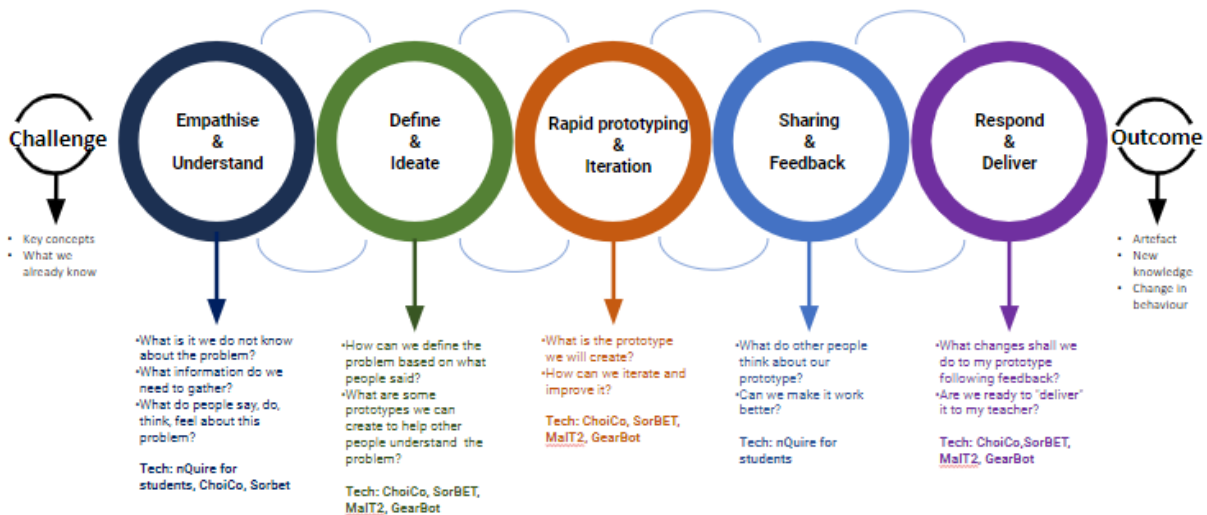 Challenge
• Key concepts
• What we
already know
Empathise
&
Understand
•What is it we do not know
about the problem?
•What information do we
need to gather?
•What do people say, do,
think, feel about this
problem?
Tech: nQuire for
students, ChoiCo, Sorbet
Define
&
Ideate
•How can we define the
problem based on what
people said?
•What are some
prototypes we can
create to help other
people understand the
problem?
Tech: ChoiCo, SorBET,
MaIT2, GearBot
Rapid prototyping
&
Iteration
•What is the prototype
we will create?
•How can we iterate and
improve it?
Tech: ChoiCo, SorBET,
MaIT2, GearBot
Sharing
&
Feedback
•What do other people
think about our
prototype?
•Can we make it work
better?
Tech: nQuire for
students
Respond
&
Deliver
•What changes shall we
do to my prototype
following feedback?
•Are we ready to "deliver"
it to my teacher?
Tech: ChoiCo,SorBET,
MaIT2, GearBot
Outcome
• Artefact
• New
knowledge
• Change in
behaviour